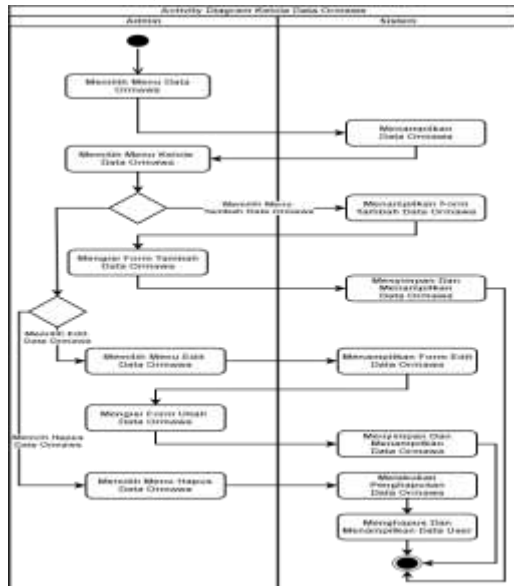 Activity Diagram Kelola Data Ormawa
Admin
Sistem
Memilih Menu Data
Ormawa
Menampilkan
Data Ormawa
Memilih Menu Kelola
Data Ormawa
Memilih Menu
Tambah Data Ormawa
Menampilkan Form
Tambah Data Ormawa
Mengisi Form Tambah
Data Ormawa
Menyimpan Dan
Menampilkan
Data Ormawa
Memilih Edit
Data Ormawa
Memilih Menu Edit
Data Ormawa
Menampilkan Form Edit
Data Ormawa
Mengisi Form Ubah
Data Ormawa
Menyimpan Dan
Menampilkan
Data Ormawa
Memilih Hapus
Data Ormawa
Memilih Menu Hapus
Data Ormawa
Melakukan
Penghapusan
Data Ormawa
Menghapus Dan
Menampilkan Data User